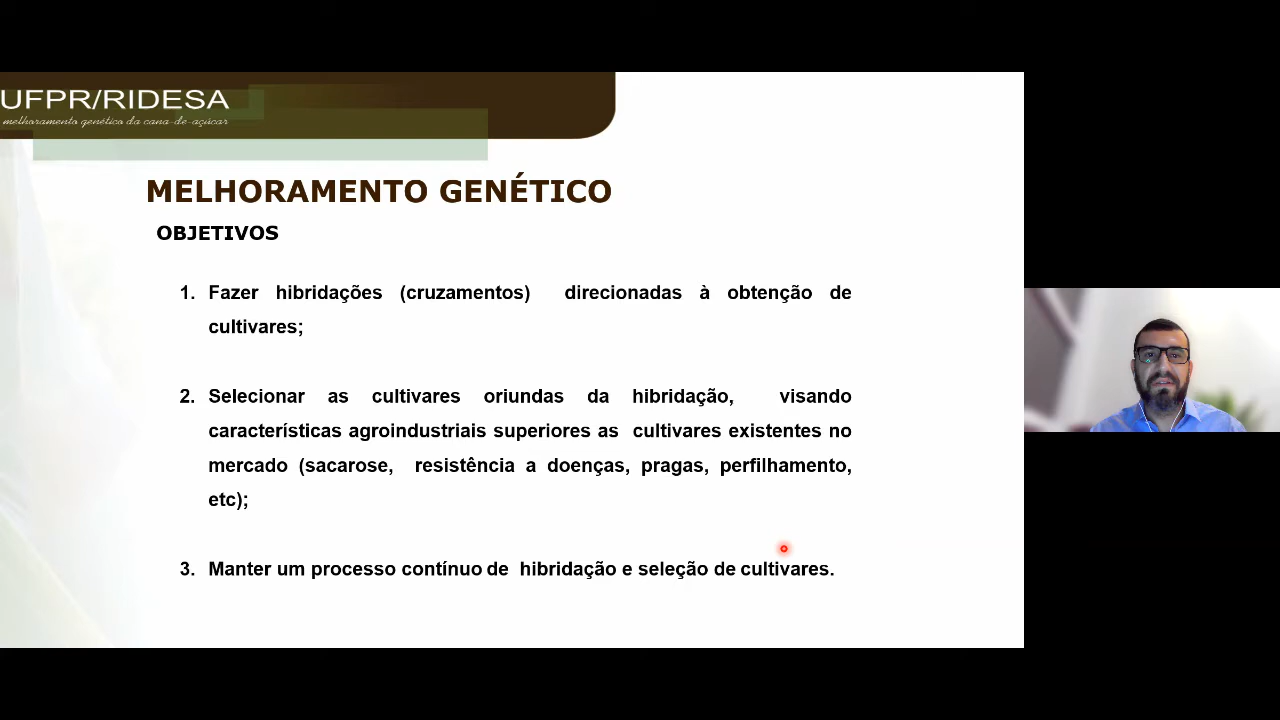 UFPR/RIDESA
melhoramento genético da cana-de-açúcar
MELHORAMENTO GENÉTICO
OBJETIVOS
1. Fazer hibridações (cruzamentos) direcionadas à obtenção de
cultivares;
2. Selecionar as cultivares oriundas da hibridação, visando
características agroindustriais superiores as cultivares existentes no
mercado (sacarose, resistência a doenças, pragas, perfilhamento,
etc);
3. Manter um processo contínuo de hibridação e seleção de cultivares.